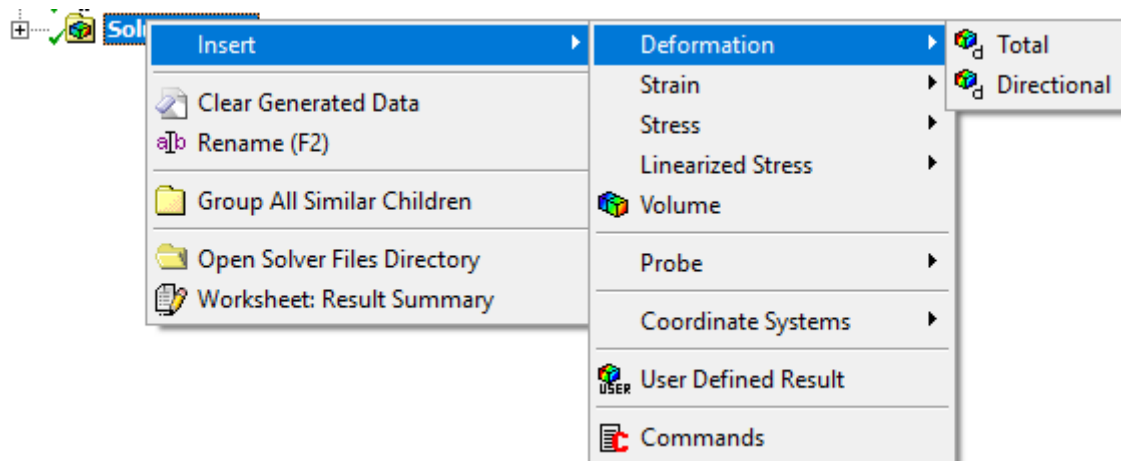 Insert
Clear Generated Data
Rename (F2)
Group All Similar Children
Open Solver Files Directory
Worksheet: Result Summary
Deformation
Strain
Stress
Linearized Stress
Volume
Probe
Coordinate Systems
User Defined Result
Commands
Total
Directional